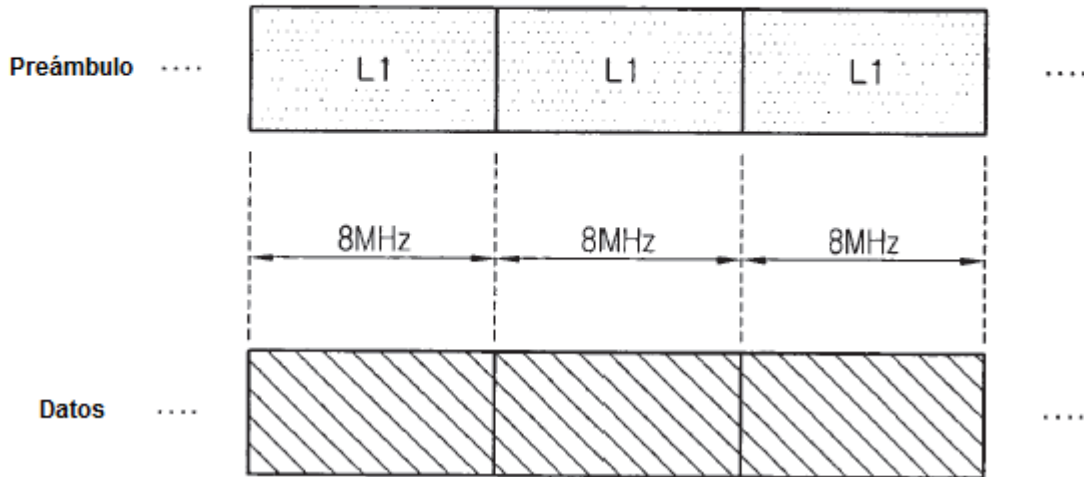 Preámbulo .... L1 L1 L1 ....
8MHz 8MHz 8MHz
Datos .... ....